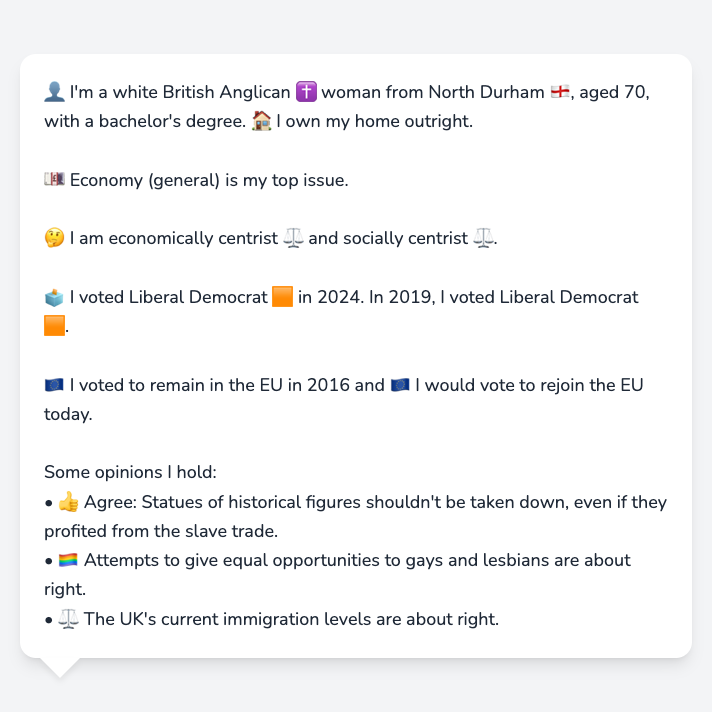 👤 I'm a white British Anglican ✝️ woman from North Durham 🏴󠁧󠁢󠁥󠁮󠁧󠁿, aged 70,
with a bachelor's degree. 🏠 I own my home outright.
💷 Economy (general) is my top issue.
🤔 I am economically centrist ⚖️ and socially centrist ⚖️.
🗳️ I voted Liberal Democrat 🟧 in 2024. In 2019, I voted Liberal Democrat
🟧.
🇪🇺 I voted to remain in the EU in 2016 and 🇪🇺 I would vote to rejoin the EU
today.
Some opinions I hold:
• 👍 Agree: Statues of historical figures shouldn't be taken down, even if they
profited from the slave trade.
• 🏳️‍🌈 Attempts to give equal opportunities to gays and lesbians are about
right.
• ⚖️ The UK's current immigration levels are about right.